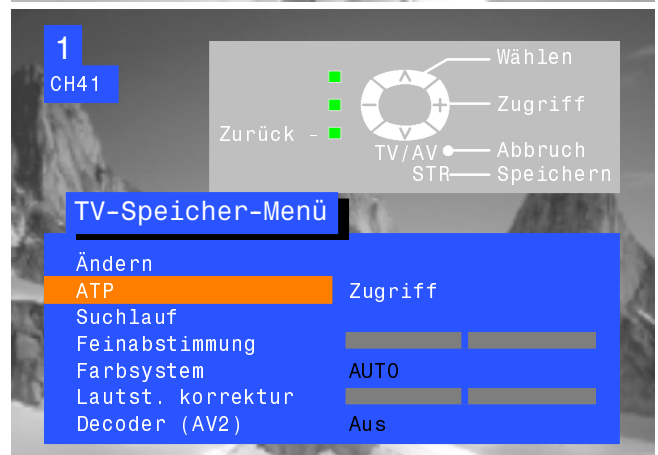 1
CH41
Wählen
Zugriff
Zurück -
TV/AV Abbruch
STR Speichern
TV-Speicher-Menü
Ändern
ATP Zugriff
Suchlauf
Feinabstimmung
Farbsystem AUTO
Lautst. korrektur
Decoder (AV2) Aus